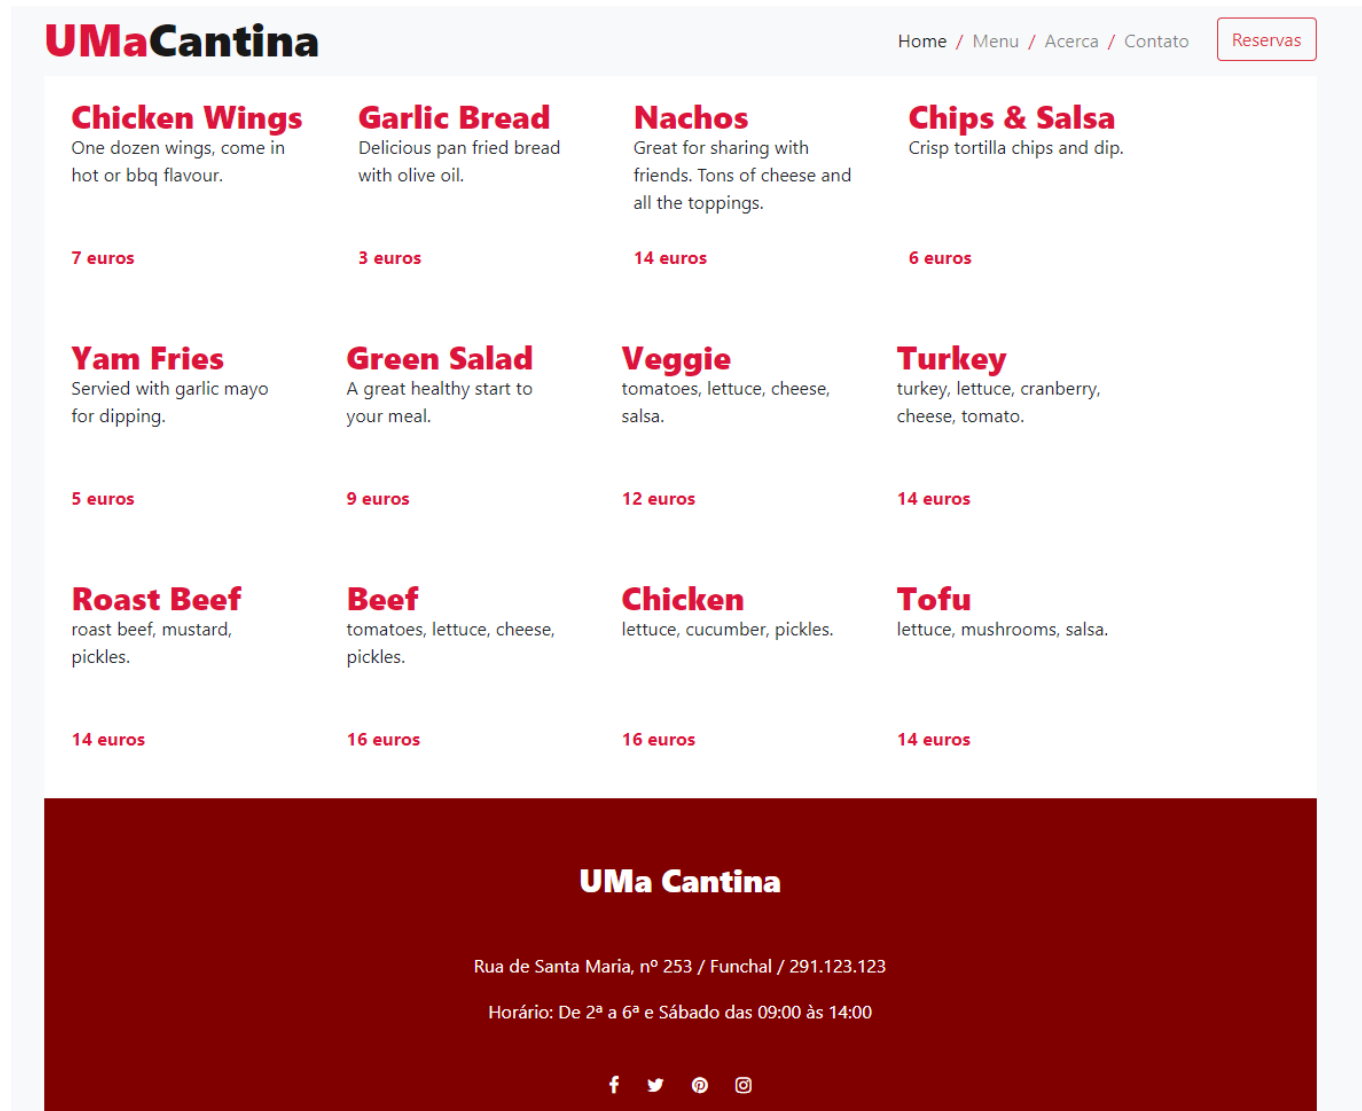 UMaCantina
Home / Menu / Acerca / Contato
Reservas
Chicken Wings
One dozen wings, come in
hot or bbq flavour.
7 euros
Garlic Bread
Delicious pan fried bread
with olive oil.
3 euros
Nachos
Great for sharing with
friends. Tons of cheese and
all the toppings.
14 euros
Chips & Salsa
Crisp tortilla chips and dip.
6 euros
Yam Fries
Servied with garlic mayo
for dipping.
5 euros
Green Salad
A great healthy start to
your meal.
9 euros
Veggie
tomatoes, lettuce, cheese,
salsa.
12 euros
Turkey
turkey, lettuce, cranberry,
cheese, tomato.
14 euros
Roast Beef
roast beef, mustard,
pickles.
14 euros
Beef
tomatoes, lettuce, cheese,
pickles.
16 euros
Chicken
lettuce, cucumber, pickles.
16 euros
Tofu
lettuce, mushrooms, salsa.
14 euros
UMa Cantina
Rua de Santa Maria, nº 253 / Funchal / 291.123.123
Horário: De 2ª a 6ª e Sábado das 09:00 às 14:00